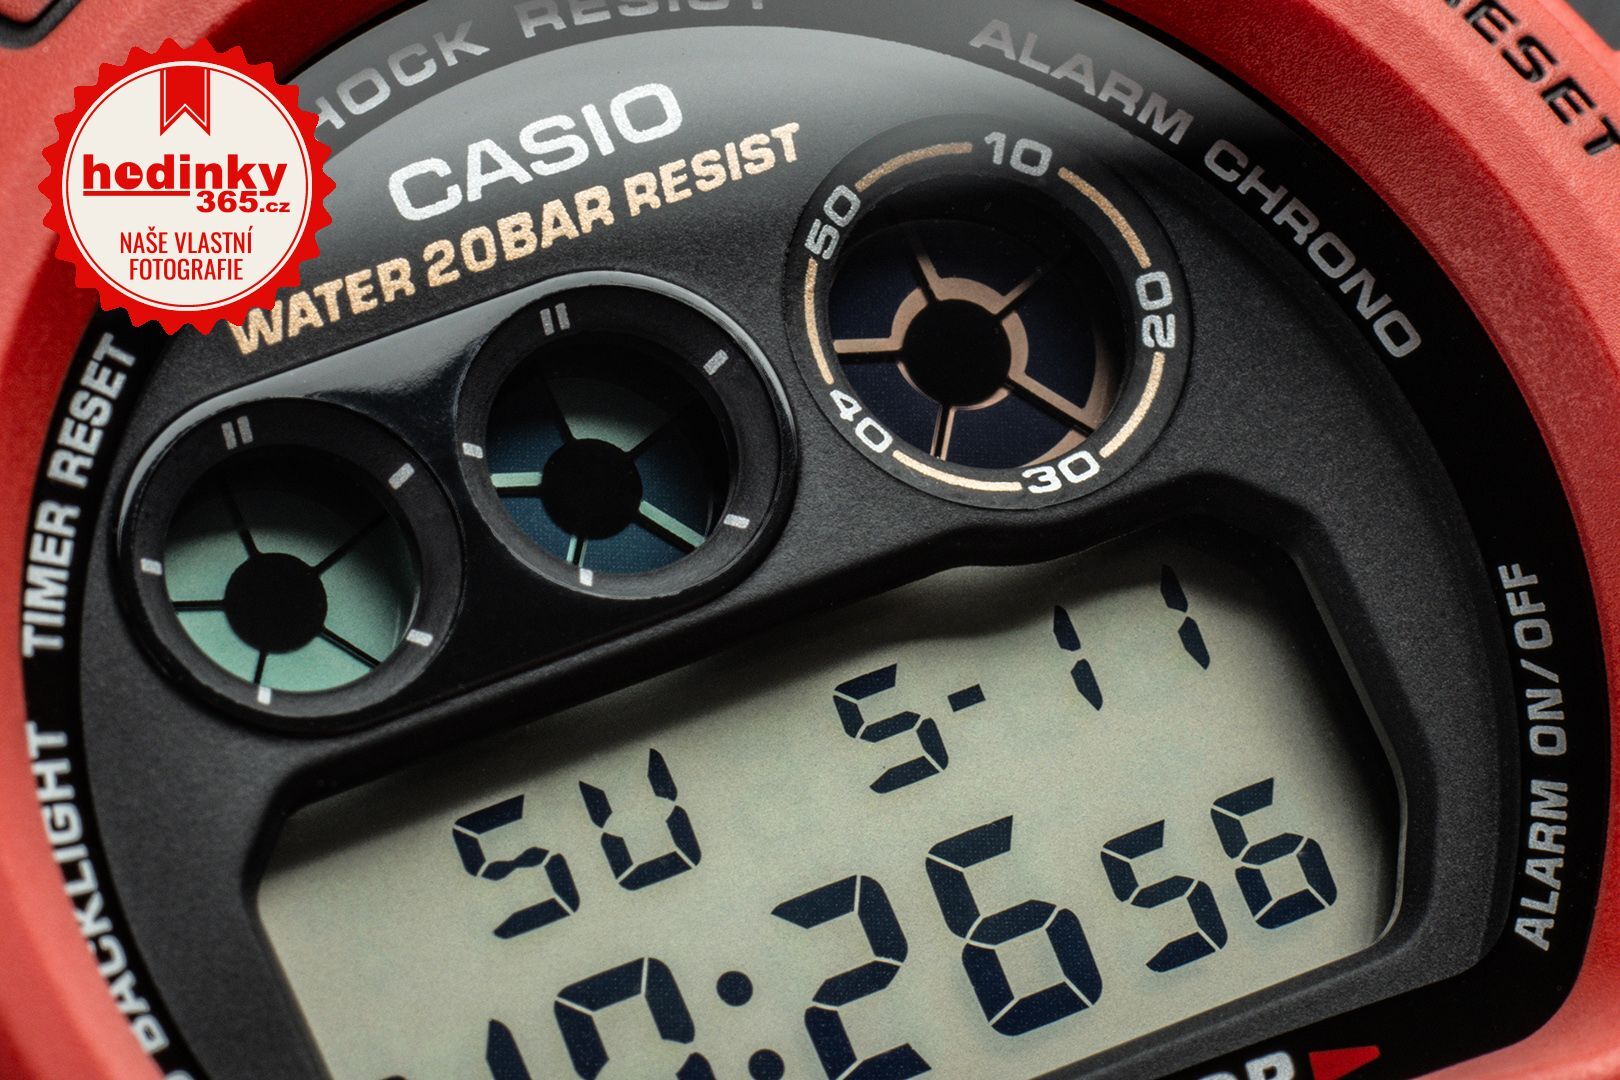 SHOCK RESIST
ALARM CHRONO
RESET
hodinky
365.cz
NAŠE VLASTNÍ
FOTOGRAFIE
CASIO
WATER 20BAR RESIST
10
20
30
40
50
TIMER RESET
BACKLIGHT
ALARM ON/OFF
SU 5-11
10:26 56